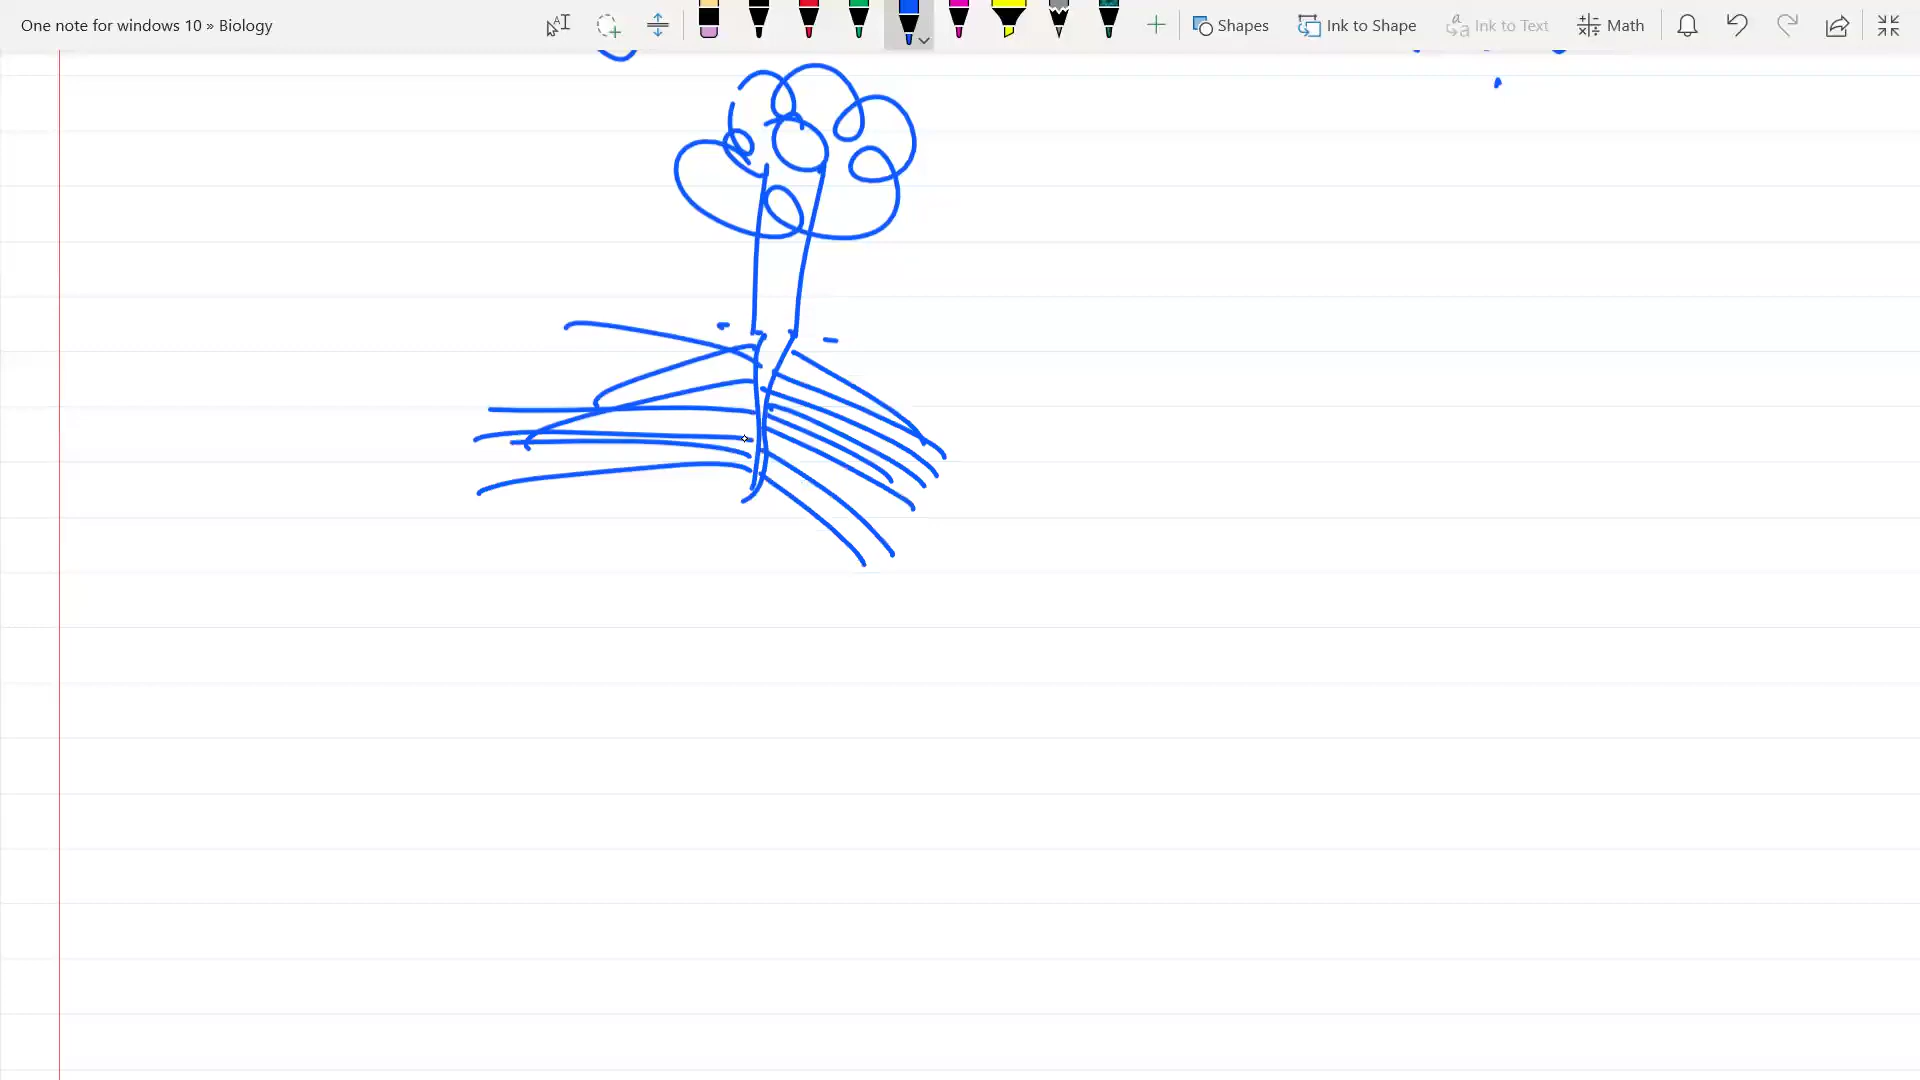 One note for windows 10 » Biology Shapes Ink to Shape Ink to Text Math